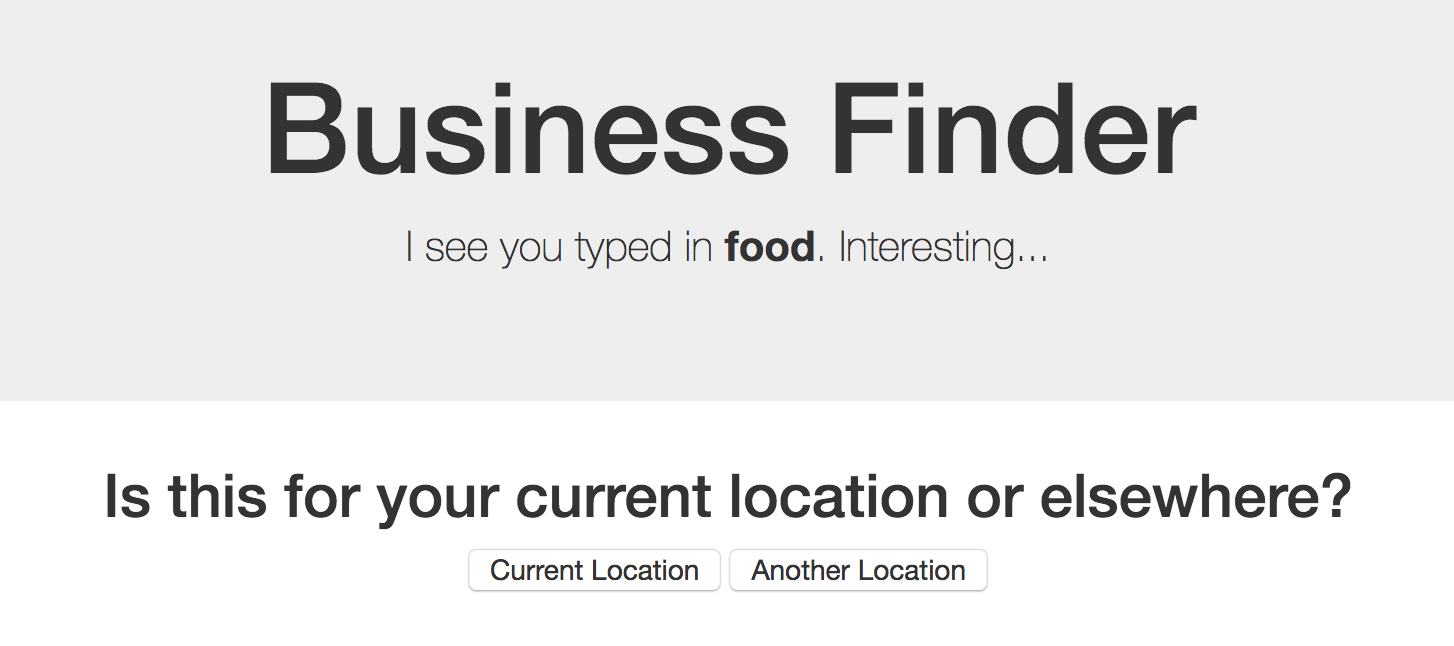 Business Finder
I see you typed in food. Interesting...
Is this for your current location or elsewhere?
Current Location Another Location